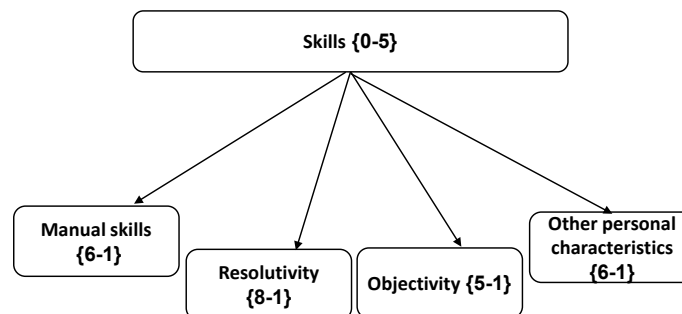 Skills {0-5}
Manual skills
{6-1}
Resolutivity
{8-1}
Objectivity {5-1}
Other personal
characteristics
{6-1}